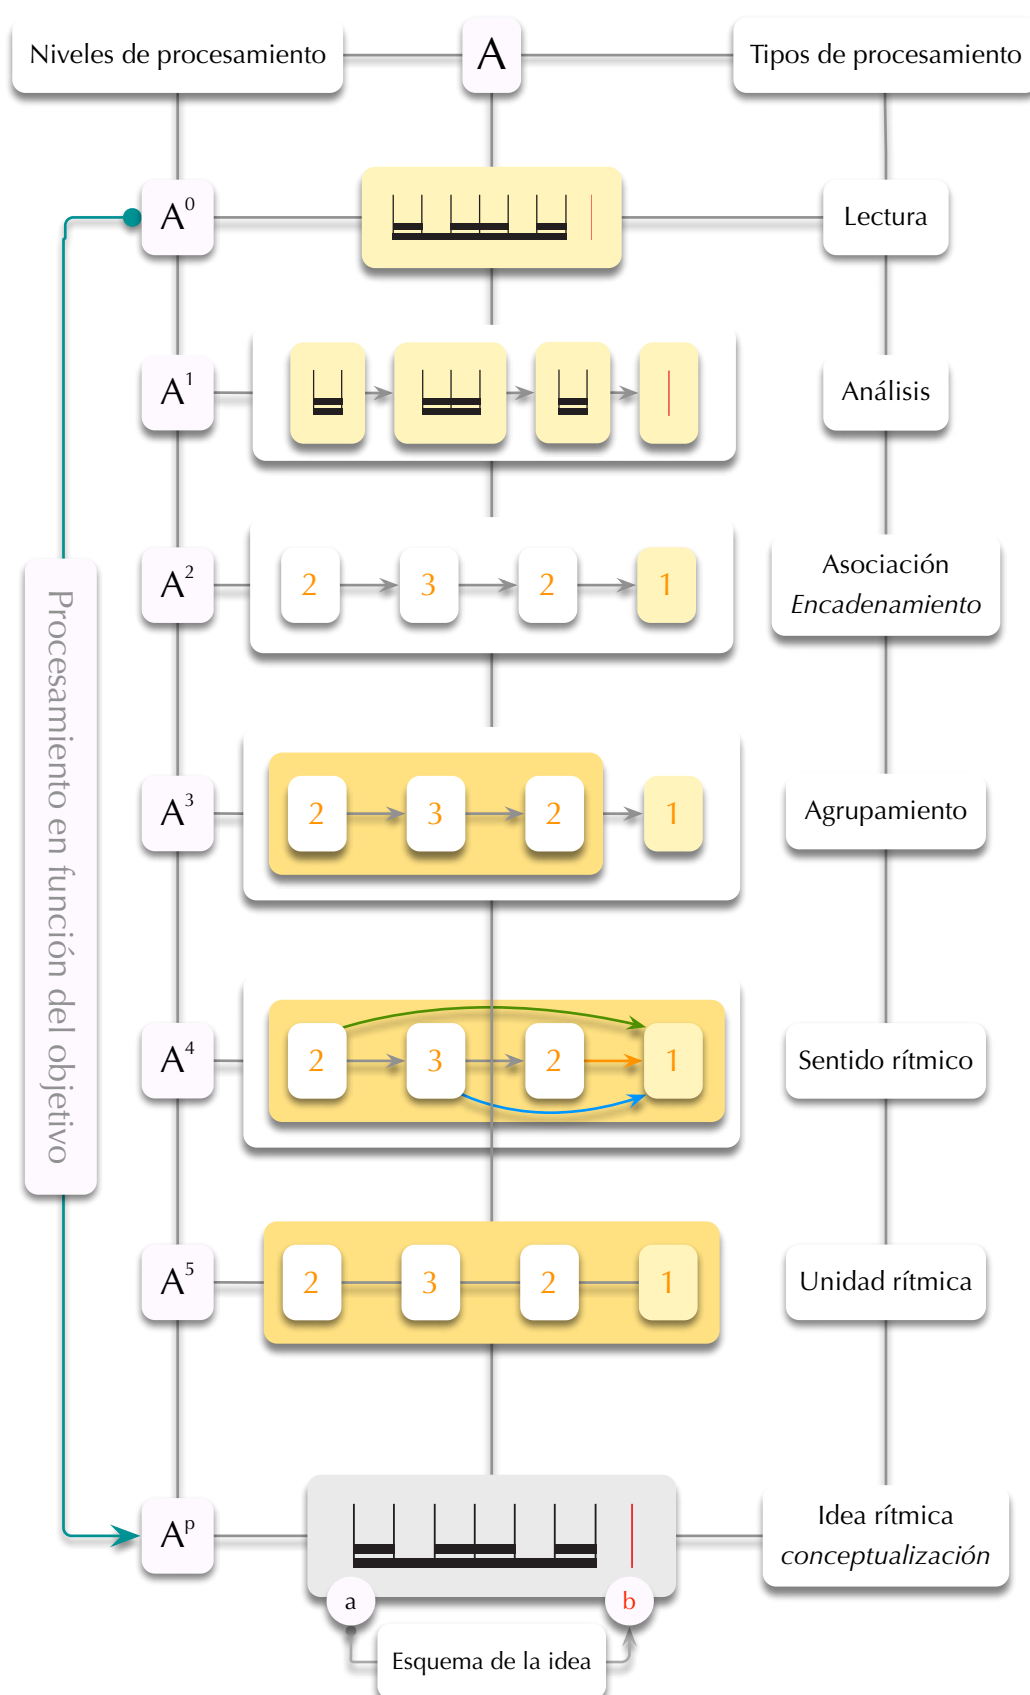 Niveles de procesamiento
A
Tipos de procesamiento
A⁰
Lectura
A¹
Análisis
A²
2
3
2
1
Asociación
Encadenamiento
Procesamiento en función del objetivo
A³
2
3
2
1
Agrupamiento
A⁴
2
3
2
1
Sentido rítmico
A⁵
2
3
2
1
Unidad rítmica
Aᵖ
Idea rítmica
conceptualización
a
b
Esquema de la idea